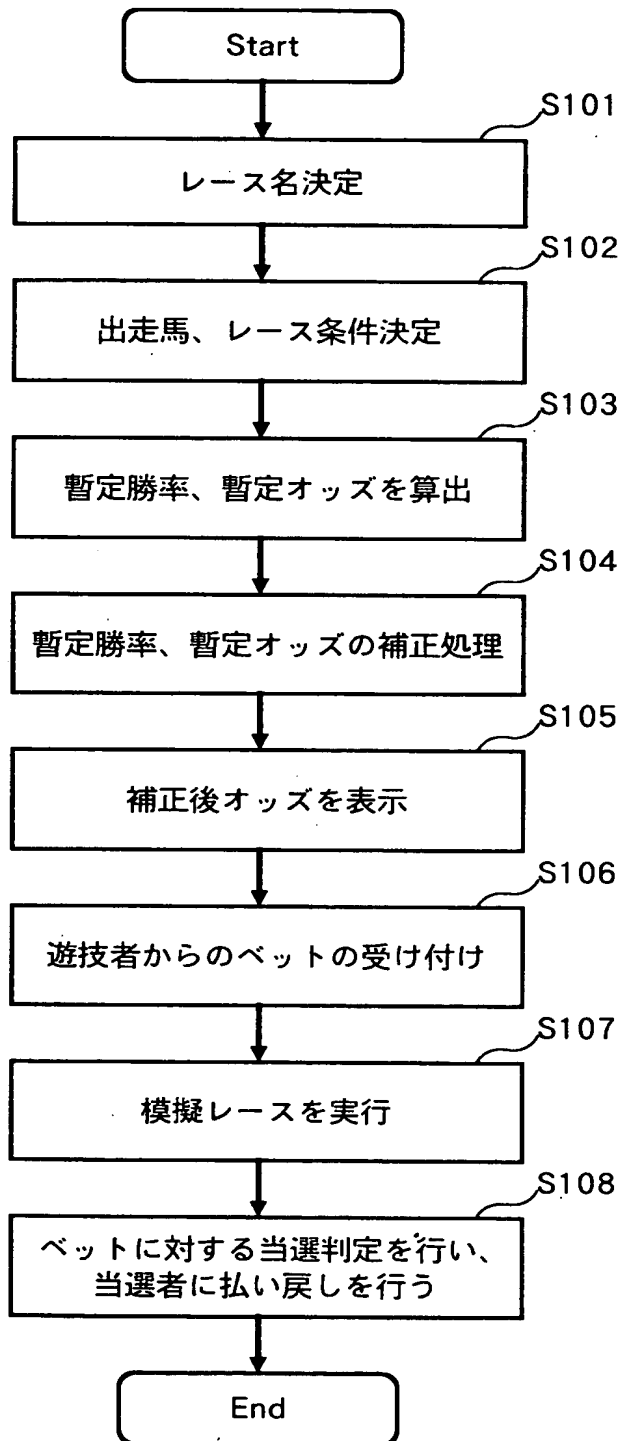 Start
S101
レース名決定
S102
出走馬、レース条件決定
S103
暫定勝率、暫定オッズを算出
S104
暫定勝率、暫定オッズの補正処理
S105
補正後オッズを表示
S106
遊技者からのベットの受け付け
S107
模擬レースを実行
S108
ベットに対する当選判定を行い、
当選者に払い戻しを行う
End